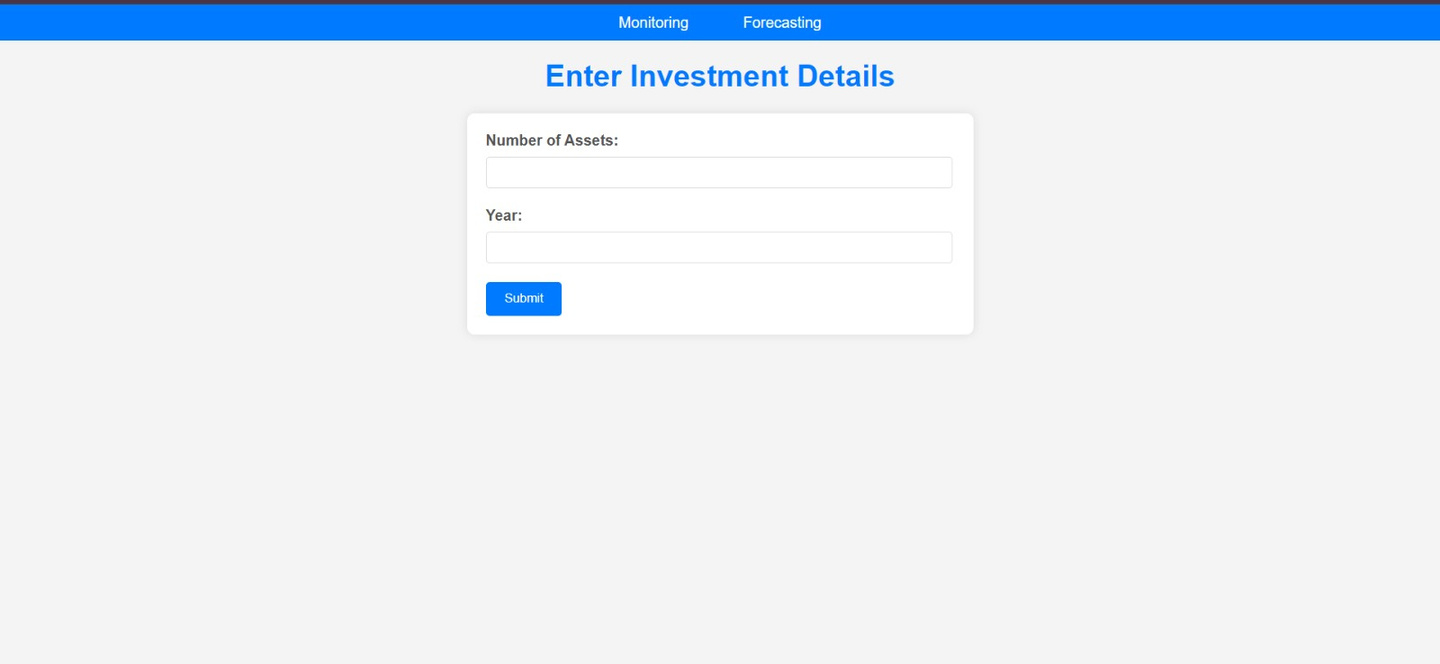 Monitoring Forecasting
Enter Investment Details
Number of Assets:
Year:
Submit